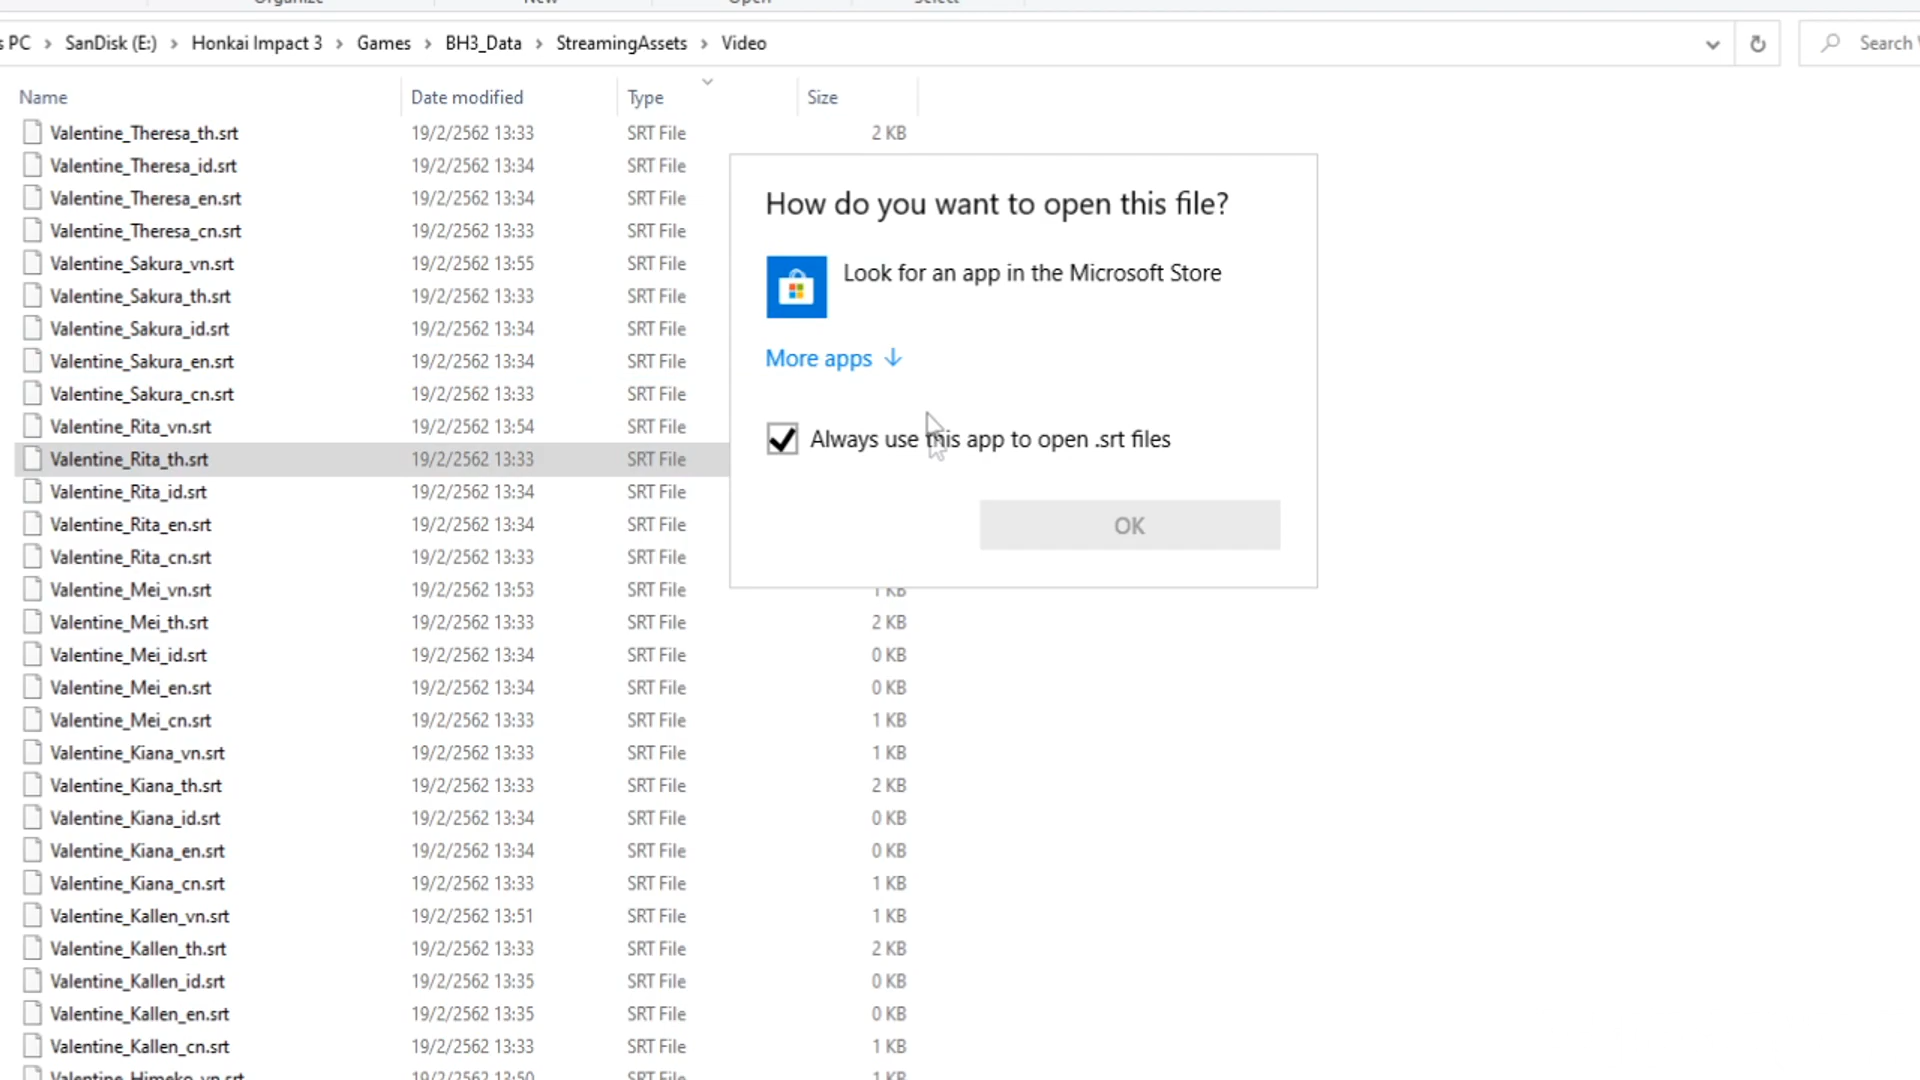 Organize New Open Select
PC > SanDisk (E:) > Honkai Impact 3 > Games > BH3_Data > StreamingAssets > Video Search
Name Date modified Type Size
Valentine_Theresa_th.srt 19/2/2562 13:33 SRT File 2 KB
Valentine_Theresa_id.srt 19/2/2562 13:34 SRT File
Valentine_Theresa_en.srt 19/2/2562 13:34 SRT File
Valentine_Theresa_cn.srt 19/2/2562 13:33 SRT File
Valentine_Sakura_vn.srt 19/2/2562 13:55 SRT File
Valentine_Sakura_th.srt 19/2/2562 13:33 SRT File
Valentine_Sakura_id.srt 19/2/2562 13:34 SRT File
Valentine_Sakura_en.srt 19/2/2562 13:34 SRT File
Valentine_Sakura_cn.srt 19/2/2562 13:33 SRT File
Valentine_Rita_vn.srt 19/2/2562 13:54 SRT File
Valentine_Rita_th.srt 19/2/2562 13:33 SRT File
Valentine_Rita_id.srt 19/2/2562 13:34 SRT File
Valentine_Rita_en.srt 19/2/2562 13:34 SRT File
Valentine_Rita_cn.srt 19/2/2562 13:33 SRT File
Valentine_Mei_vn.srt 19/2/2562 13:53 SRT File 1 KB
Valentine_Mei_th.srt 19/2/2562 13:33 SRT File 2 KB
Valentine_Mei_id.srt 19/2/2562 13:34 SRT File 0 KB
Valentine_Mei_en.srt 19/2/2562 13:34 SRT File 0 KB
Valentine_Mei_cn.srt 19/2/2562 13:33 SRT File 1 KB
Valentine_Kiana_vn.srt 19/2/2562 13:33 SRT File 1 KB
Valentine_Kiana_th.srt 19/2/2562 13:33 SRT File 2 KB
Valentine_Kiana_id.srt 19/2/2562 13:34 SRT File 0 KB
Valentine_Kiana_en.srt 19/2/2562 13:34 SRT File 0 KB
Valentine_Kiana_cn.srt 19/2/2562 13:33 SRT File 1 KB
Valentine_Kallen_vn.srt 19/2/2562 13:51 SRT File 1 KB
Valentine_Kallen_th.srt 19/2/2562 13:33 SRT File 2 KB
Valentine_Kallen_id.srt 19/2/2562 13:35 SRT File 0 KB
Valentine_Kallen_en.srt 19/2/2562 13:35 SRT File 0 KB
Valentine_Kallen_cn.srt 19/2/2562 13:33 SRT File 1 KB
Valentine_Himeko_vn.srt 19/2/2562 13:50 SRT File 1 KB
How do you want to open this file?
Look for an app in the Microsoft Store
More apps ↓
Always use this app to open .srt files
OK